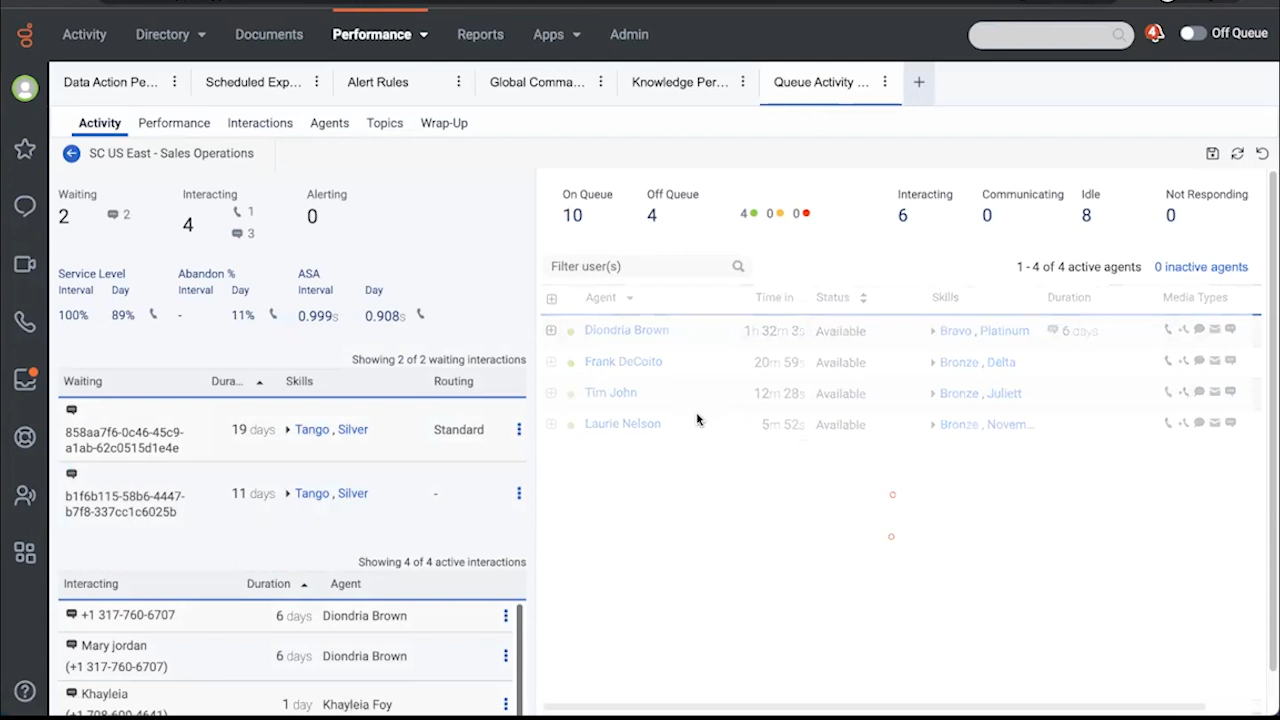 Activity Directory Documents Performance Reports Apps Admin 4 Off Queue
Data Action Pe... Scheduled Exp... Alert Rules Global Comma... Knowledge Per... Queue Activity ... +
Activity Performance Interactions Agents Topics Wrap-Up
SC US East - Sales Operations
Waiting Interacting Alerting
2 2 4 1 3 0
Service Level Abandon % ASA
Interval Day Interval Day Interval Day
100% 89% - 11% 0.999s 0.908s
Showing 2 of 2 waiting interactions
Waiting Dura... Skills Routing
858aa7f6-0c46-45c9-
a1ab-62c0515d1e4e
19 days Tango , Silver Standard
b1f6b115-58b6-4447-
b7f8-337cc1c6025b
11 days Tango , Silver -
Showing 4 of 4 active interactions
Interacting Duration Agent
+1 317-760-6707 6 days Diondria Brown
Mary jordan
(+1 317-760-6707)
6 days Diondria Brown
Khayleia
(+1 708-600-4641)
1 day Khayleia Foy
On Queue Off Queue Interacting Communicating Idle Not Responding
10 4 4 0 0 6 0 8 0
Filter user(s) 1 - 4 of 4 active agents 0 inactive agents
Agent Time in Status Skills Duration Media Types
Diondria Brown 1h 32m 3s Available Bravo , Platinum 6 days
Frank DeCoito 20m 59s Available Bronze , Delta
Tim John 12m 28s Available Bronze , Juliett
Laurie Nelson 5m 52s Available Bronze , Novem...